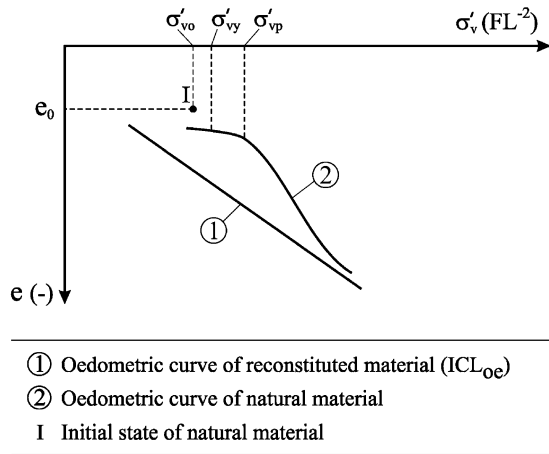 σ′vo σ′vy σ′vp σ′v (FL-2)
I
e0
2
1
e (-)
1 Oedometric curve of reconstituted material (ICLoe)
2 Oedometric curve of natural material
I Initial state of natural material